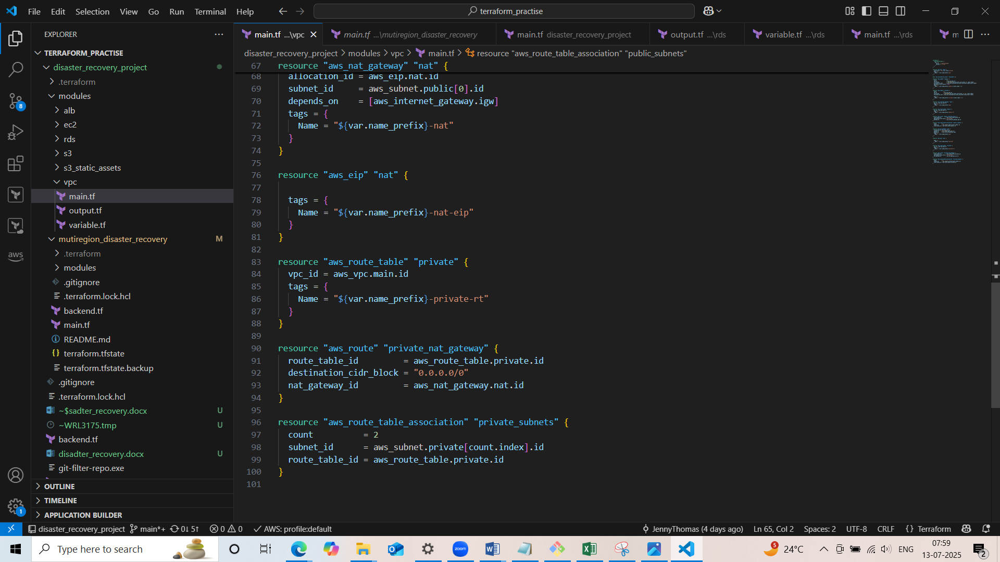 File Edit Selection View Go Run Terminal Help
terraform_practise
EXPLORER
TERRAFORM_PRACTISE
disaster_recovery_project
.terraform
modules
alb
ec2
rds
s3
s3_static_assets
vpc
main.tf
output.tf
variable.tf
mutiregion_disaster_recovery M
.terraform
modules
.gitignore
.terraform.lock.hcl
backend.tf
main.tf
README.md
terraform.tfstate
terraform.tfstate.backup
.gitignore
.terraform.lock.hcl
~$sadter_recovery.docx U
~WRL3175.tmp U
backend.tf
disadter_recovery.docx U
git-filter-repo.exe
OUTLINE
TIMELINE
APPLICATION BUILDER
8
aws
1
main.tf ...\vpc
main.tf ...\mutiregion_disaster_recovery
main.tf disaster_recovery_project
output.tf ...\rds
variable.tf ...\rds
main.tf ...\rds
disaster_recovery_project > modules > vpc > main.tf > resource "aws_route_table_association" "public_subnets"
67 resource "aws_nat_gateway" "nat" {
68 allocation_id = aws_eip.nat.id
69 subnet_id = aws_subnet.public[0].id
70 depends_on = [aws_internet_gateway.igw]
71 tags = {
72 Name = "${var.name_prefix}-nat"
73 }
74 }
75
76 resource "aws_eip" "nat" {
77
78 tags = {
79 Name = "${var.name_prefix}-nat-eip"
80 }
81 }
82
83 resource "aws_route_table" "private" {
84 vpc_id = aws_vpc.main.id
85 tags = {
86 Name = "${var.name_prefix}-private-rt"
87 }
88 }
89
90 resource "aws_route" "private_nat_gateway" {
91 route_table_id = aws_route_table.private.id
92 destination_cidr_block = "0.0.0.0/0"
93 nat_gateway_id = aws_nat_gateway.nat.id
94 }
95
96 resource "aws_route_table_association" "private_subnets" {
97 count = 2
98 subnet_id = aws_subnet.private[count.index].id
99 route_table_id = aws_route_table.private.id
100 }
101
disaster_recovery_project main*+ 0↓ 5↑ 0 0 AWS: profile:default JennyThomas (4 days ago) Ln 65, Col 2 Spaces: 2 UTF-8 CRLF {} Terraform
Type here to search
zoom
5
24°C
ENG
07:59
13-07-2025
2